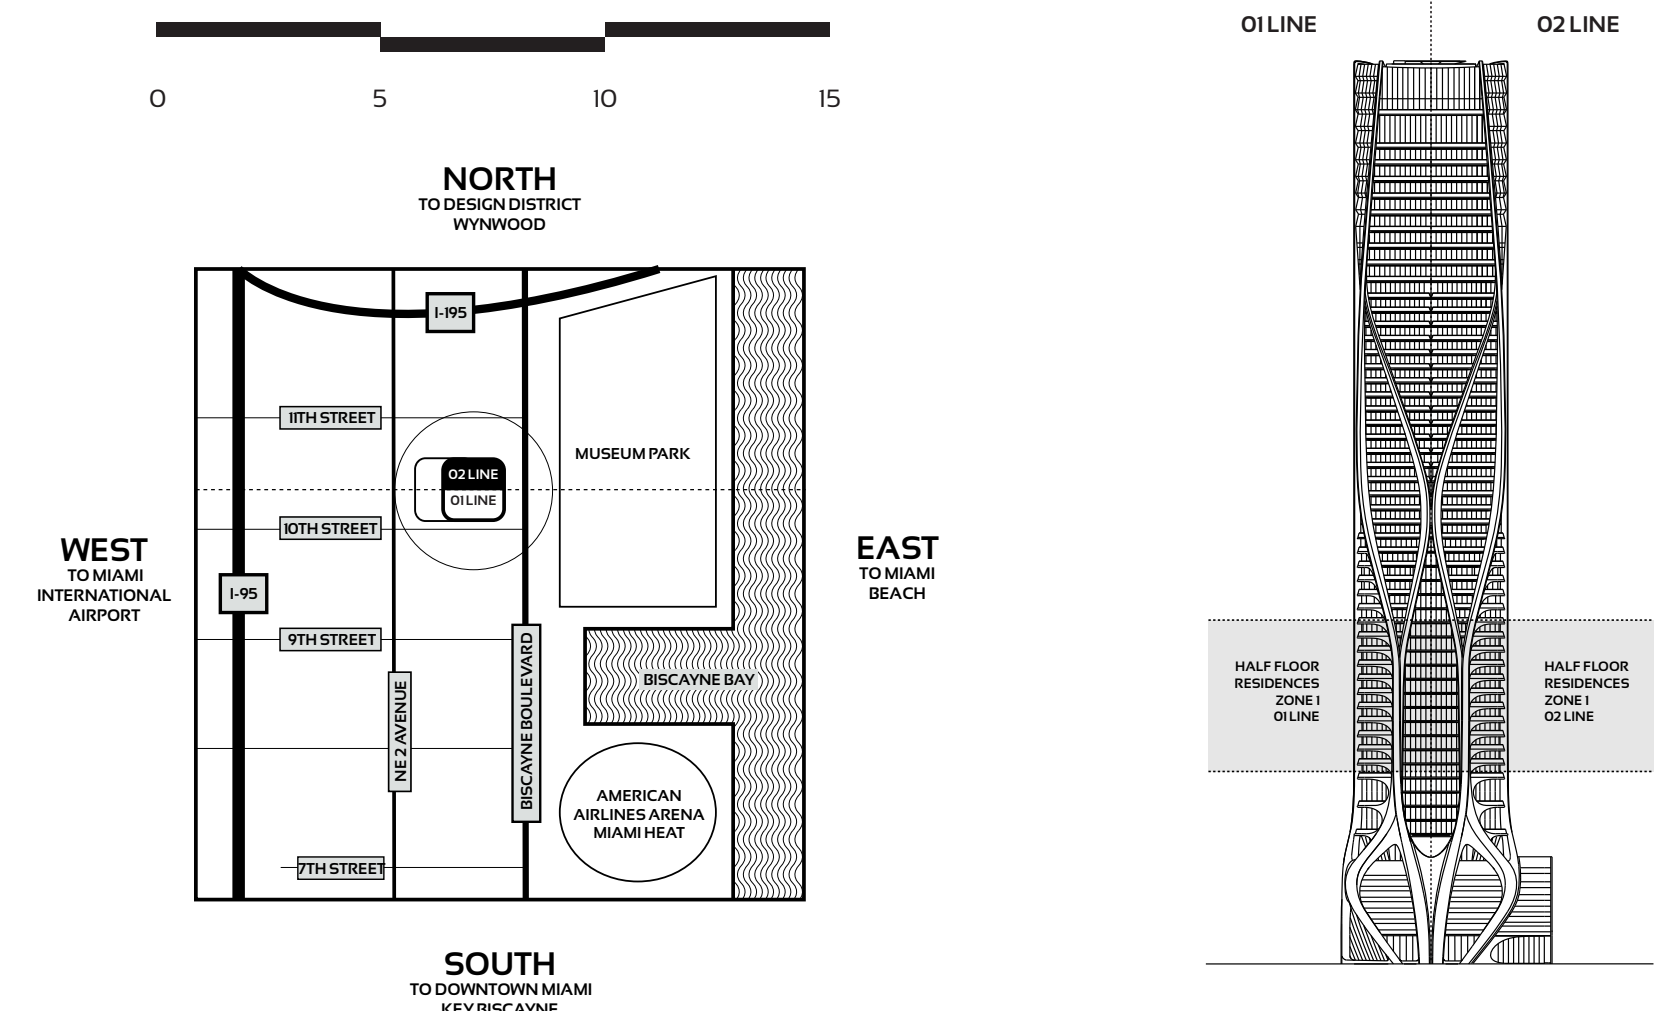 01 LINE
02 LINE
0
5
10
15
NORTH
TO DESIGN DISTRICT
WYNWOOD
I-195
11TH STREET
02 LINE
MUSEUM PARK
01 LINE
10TH STREET
WEST
TO MIAMI
INTERNATIONAL
AIRPORT
EAST
TO MIAMI
BEACH
I-95
9TH STREET
BISCAYNE BOULEVARD
NE 2 AVENUE
BISCAYNE BAY
AMERICAN
AIRLINES ARENA
MIAMI HEAT
7TH STREET
HALF FLOOR
RESIDENCES
ZONE 1
01 LINE
HALF FLOOR
RESIDENCES
ZONE 1
02 LINE
SOUTH
TO DOWNTOWN MIAMI
KEY BISCAYNE